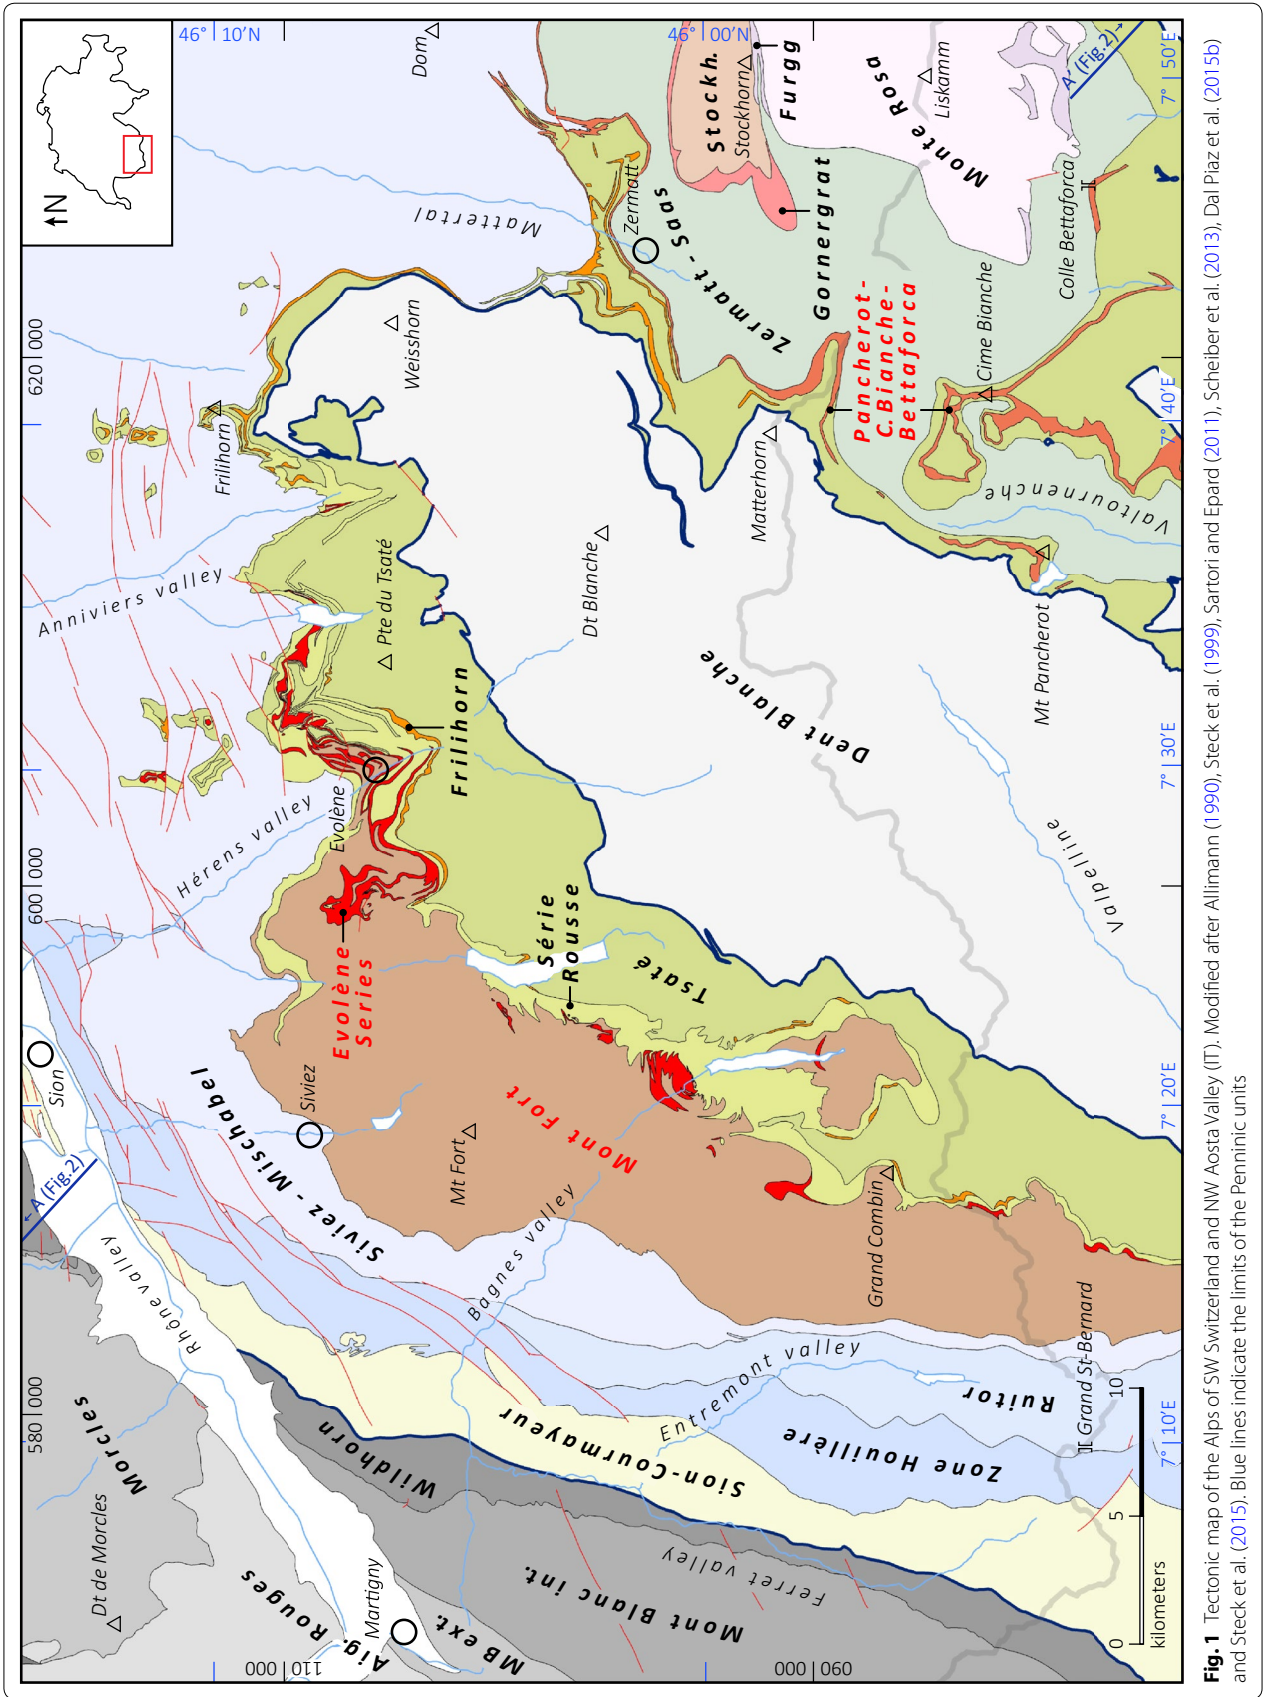 N
46° 10'N
46° 00'N
A' (Fig.2)→
7° 50'E
Dom
Stockh.
Stockhorn
Furgg
Monte Rosa
Liskamm
Mattertal
Zermatt
Zermatt - Saas
Gornergrat
Colle Bettaforca
620 000
Weisshorn
Pancherot-
C.Bianche-
Bettaforca
Cime Bianche
7° 40'E
Frilihorn
Matterhorn
Valtournenche
Anniviers valley
Pte du Tsaté
Dt Blanche
Mt Pancherot
Frilihorn
Dent Blanche
7° 30'E
Evolène
Hérens valley
Valpelline
600 000
Evolène
Series
Série
Rousse
Tsaté
Sion
Siviez
Siviez - Mischabel
Mont Fort
Mt Fort
7° 20'E
← A (Fig.2)
Rhône valley
Bagnes valley
Grand Combin
Grand St-Bernard
Entremont valley
Ruitor
580 000
Morcles
Wildhorn
Sion-Courmayeur
Zone Houillère
7° 10'E
Dt de Morcles
Ferret valley
Aig. Rouges
Martigny
MB ext.
Mont Blanc int.
110 000
090 000
0 5 10
kilometers
Fig. 1 Tectonic map of the Alps of SW Switzerland and NW Aosta Valley (IT). Modified after Allimann (1990), Steck et al. (1999), Sartori and Epard (2011), Scheiber et al. (2013), Dal Piaz et al. (2015b)
and Steck et al. (2015). Blue lines indicate the limits of the Penninic units